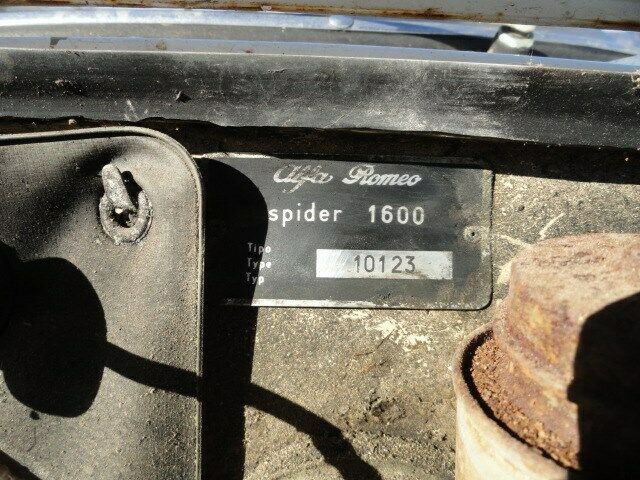 Alfa Romeo
spider 1600
Tipo
Type
Typ
10123